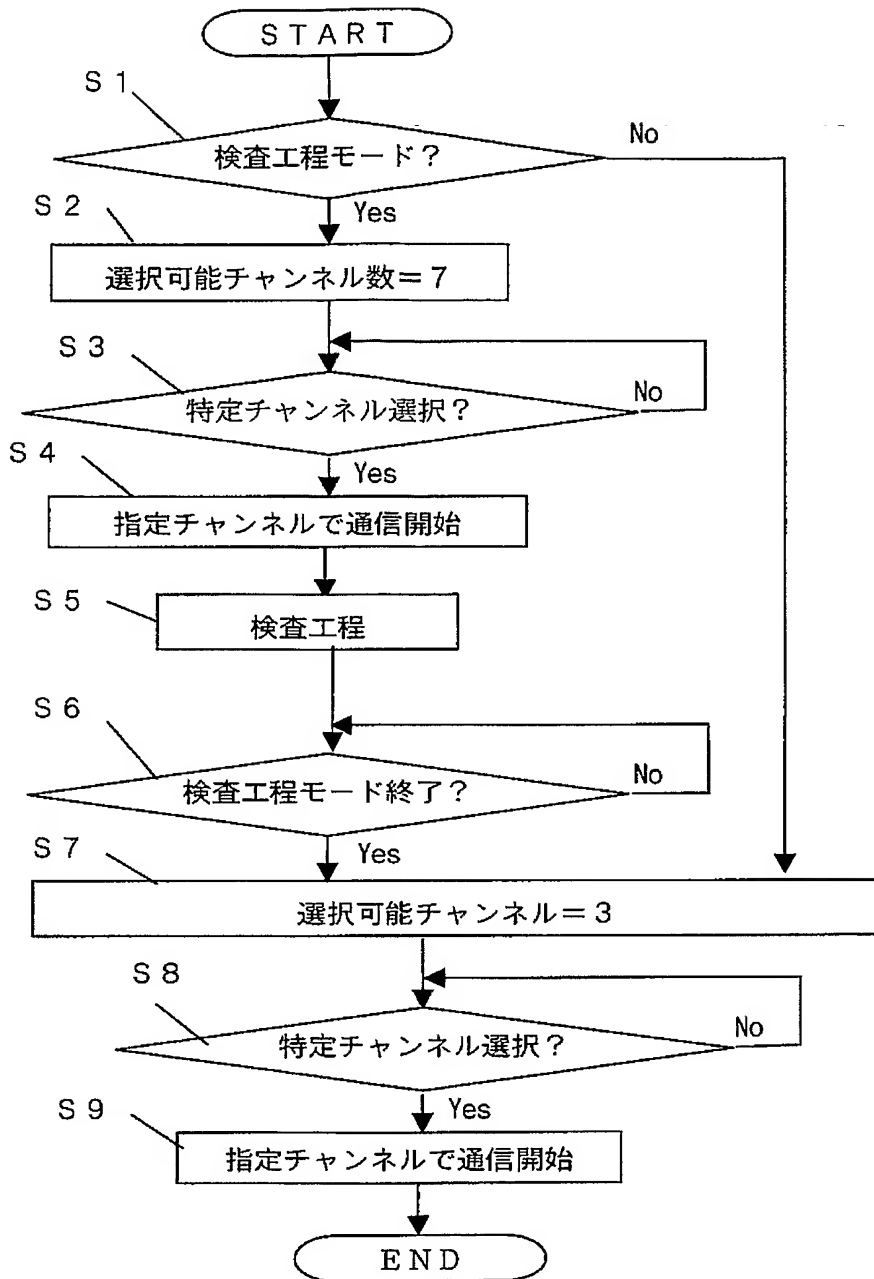 START
S1
検査工程モード?
No
Yes
S2
選択可能チャンネル数=7
S3
特定チャンネル選択?
No
Yes
S4
指定チャンネルで通信開始
S5
検査工程
S6
検査工程モード終了?
No
Yes
S7
選択可能チャンネル=3
S8
特定チャンネル選択?
No
Yes
S9
指定チャンネルで通信開始
END